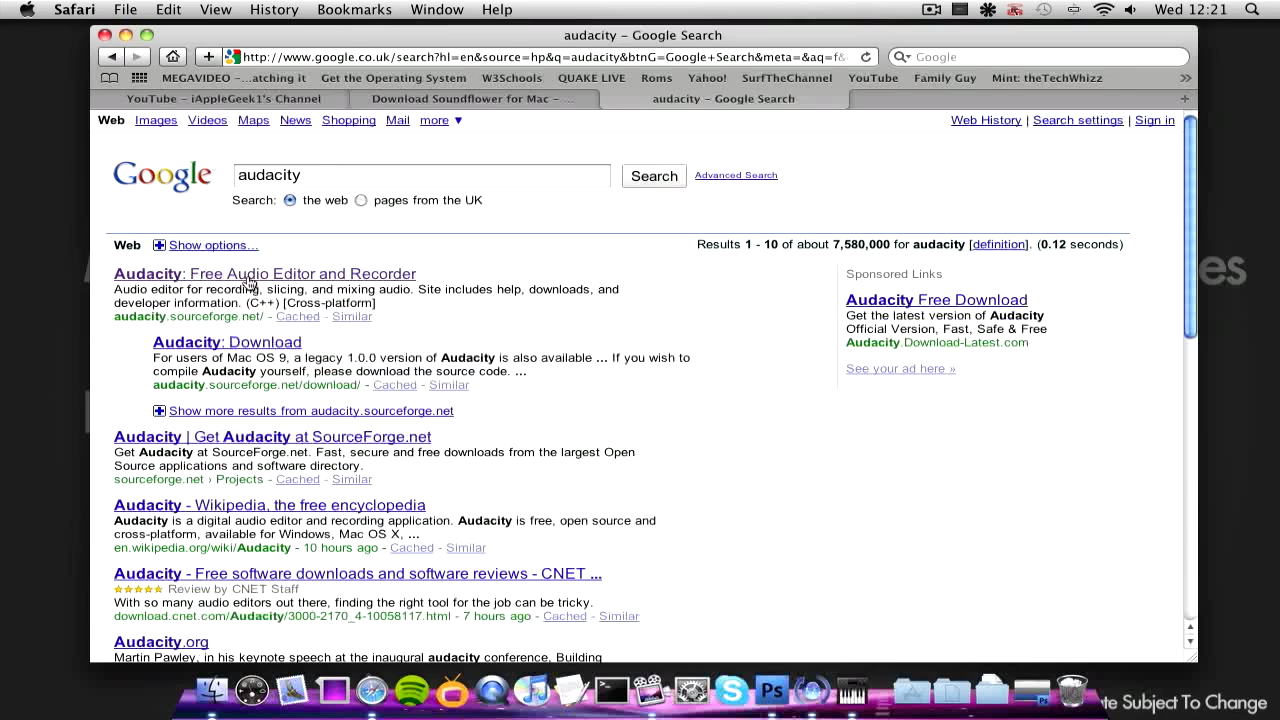 Safari File Edit View History Bookmarks Window Help Wed 12:21
audacity – Google Search
http://www.google.co.uk/search?hl=en&source=hp&q=audacity&btnG=Google+Search&meta=&aq=f& Google
MEGAVIDEO -...atching it Get the Operating System W3Schools QUAKE LIVE Roms Yahoo! SurfTheChannel YouTube Family Guy Mint: theTechWhizz
YouTube - iAppleGeek1's Channel Download Soundflower for Mac – ... audacity – Google Search
Web Images Videos Maps News Shopping Mail more ▼ Web History | Search settings | Sign in
Google audacity Search Advanced Search
Search: the web pages from the UK
Web Show options... Results 1 - 10 of about 7,580,000 for audacity [definition]. (0.12 seconds)
Audacity: Free Audio Editor and Recorder
Audio editor for recording, slicing, and mixing audio. Site includes help, downloads, and
developer information. (C++) [Cross-platform]
audacity.sourceforge.net/ - Cached - Similar
Audacity: Download
For users of Mac OS 9, a legacy 1.0.0 version of Audacity is also available ... If you wish to
compile Audacity yourself, please download the source code. ...
audacity.sourceforge.net/download/ - Cached - Similar
Show more results from audacity.sourceforge.net
Audacity | Get Audacity at SourceForge.net
Get Audacity at SourceForge.net. Fast, secure and free downloads from the largest Open
Source applications and software directory.
sourceforge.net › Projects - Cached - Similar
Audacity - Wikipedia, the free encyclopedia
Audacity is a digital audio editor and recording application. Audacity is free, open source and
cross-platform, available for Windows, Mac OS X, ...
en.wikipedia.org/wiki/Audacity - 10 hours ago - Cached - Similar
Audacity - Free software downloads and software reviews - CNET ...
Review by CNET Staff
With so many audio editors out there, finding the right tool for the job can be tricky.
download.cnet.com/Audacity/3000-2170_4-10058117.html - 7 hours ago - Cached - Similar
Audacity.org
Martin Pawley, in his keynote speech at the inaugural audacity conference, Building
Sponsored Links
Audacity Free Download
Get the latest version of Audacity
Official Version, Fast, Safe & Free
Audacity.Download-Latest.com
See your ad here »
Ps
Ps
ate Subject To Change